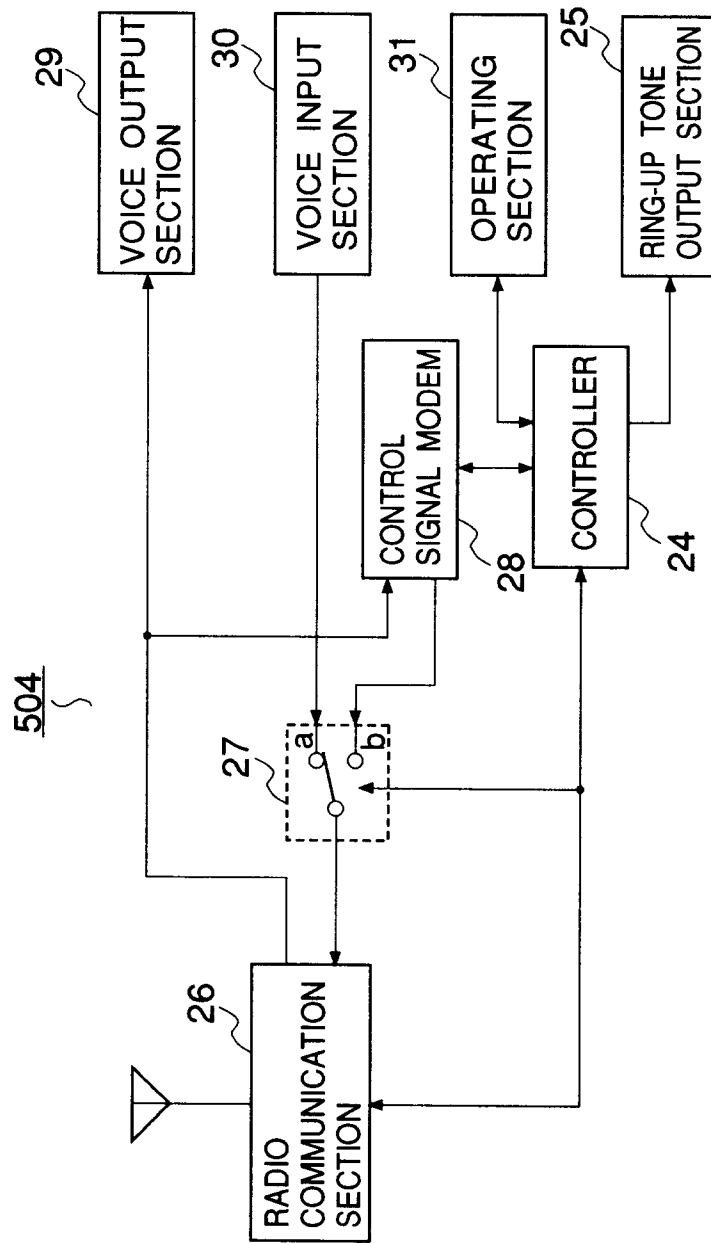 504
26
RADIO
COMMUNICATION
SECTION
27
a
b
29
VOICE OUTPUT
SECTION
30
VOICE INPUT
SECTION
CONTROL
SIGNAL MODEM
28
31
OPERATING
SECTION
CONTROLLER
24
25
RING-UP TONE
OUTPUT SECTION